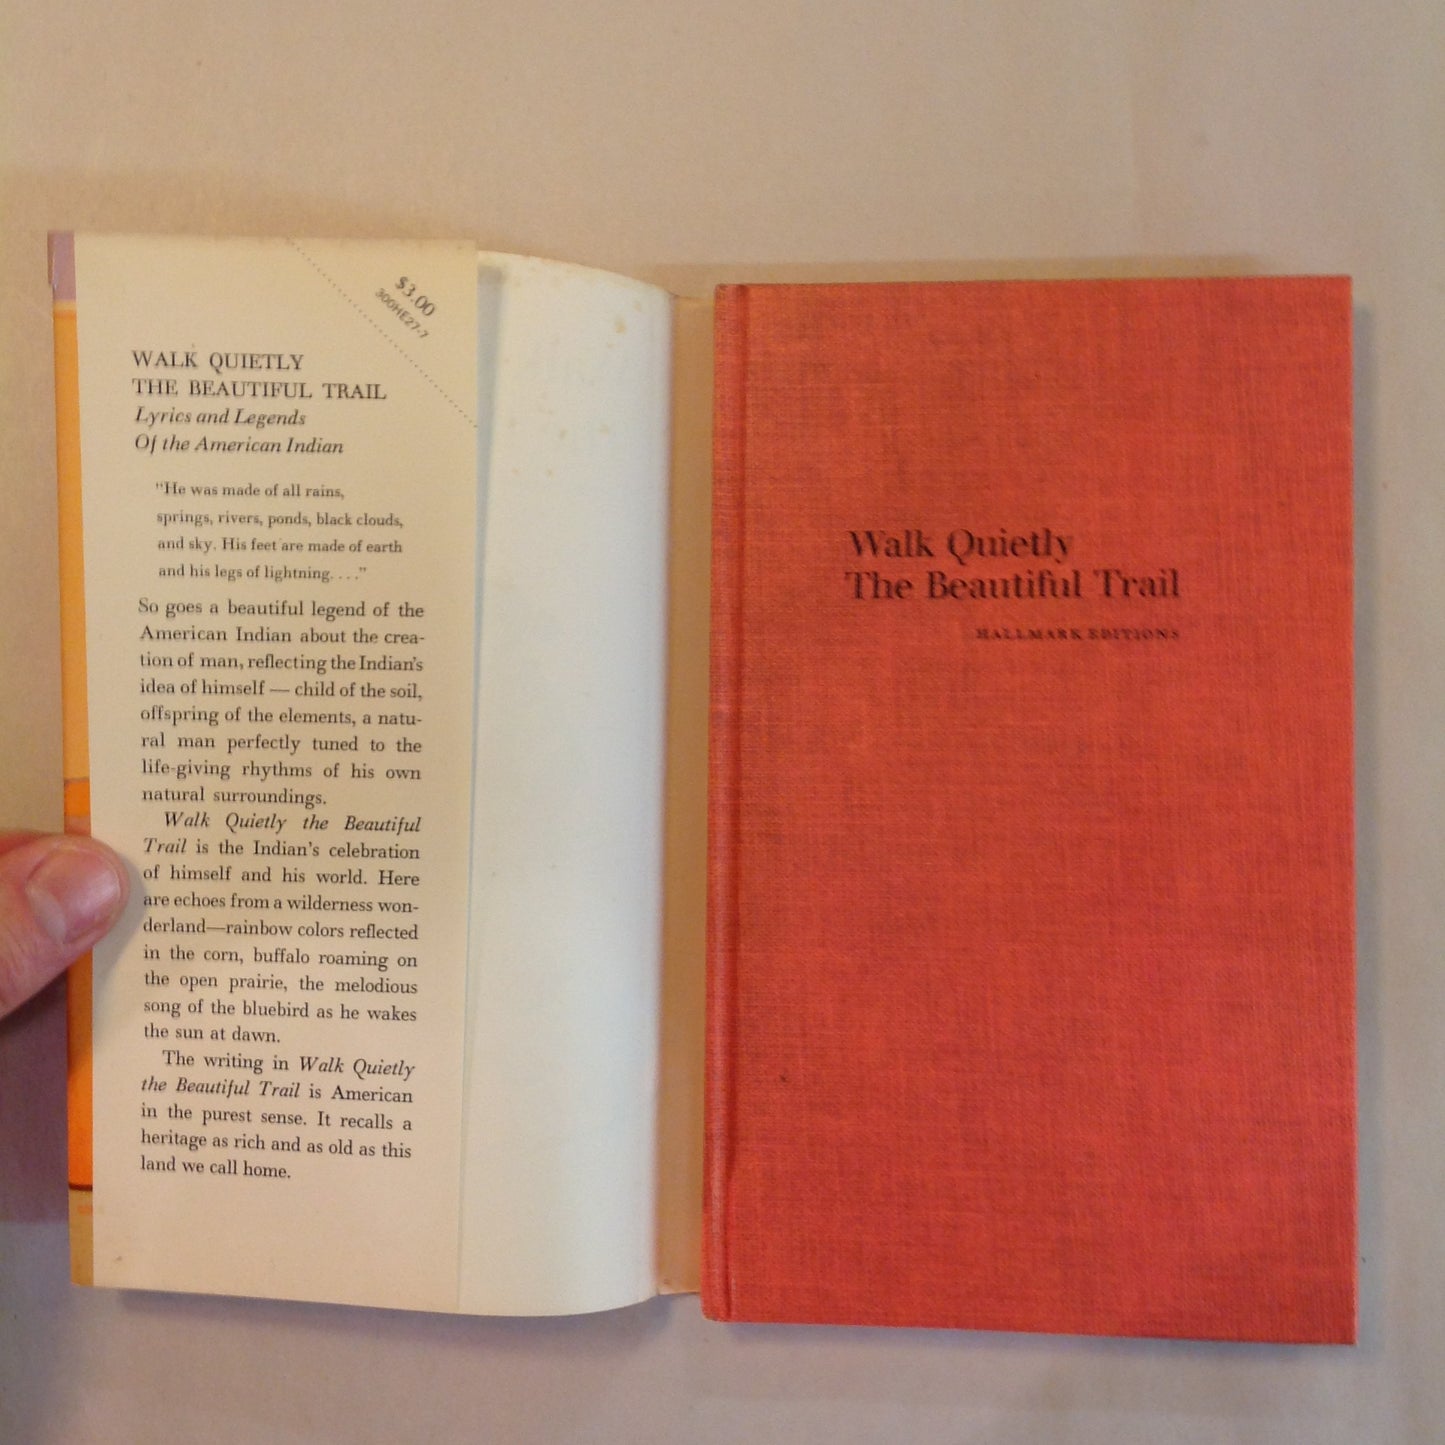 $3.00
300HE27-7
WALK QUIETLY
THE BEAUTIFUL TRAIL
Lyrics and Legends
Of the American Indian
"He was made of all rains,
springs, rivers, ponds, black clouds,
and sky. His feet are made of earth
and his legs of lightning. . . ."
So goes a beautiful legend of the
American Indian about the crea-
tion of man, reflecting the Indian's
idea of himself — child of the soil,
offspring of the elements, a natu-
ral man perfectly tuned to the
life-giving rhythms of his own
natural surroundings.
Walk Quietly the Beautiful
Trail is the Indian's celebration
of himself and his world. Here
are echoes from a wilderness won-
derland—rainbow colors reflected
in the corn, buffalo roaming on
the open prairie, the melodious
song of the bluebird as he wakes
the sun at dawn.
The writing in Walk Quietly
the Beautiful Trail is American
in the purest sense. It recalls a
heritage as rich and as old as this
land we call home.
Walk Quietly
The Beautiful Trail
HALLMARK EDITIONS